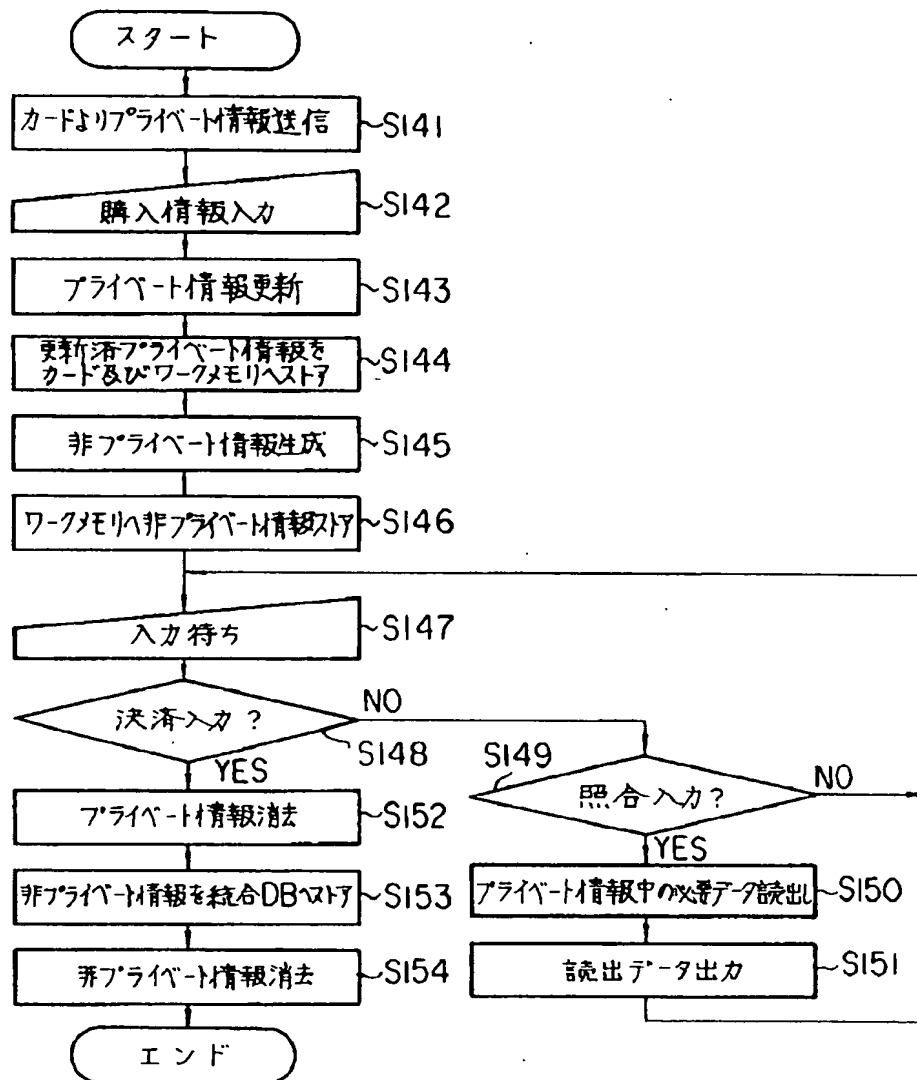 スタート
カードよりプライベート情報送信
~S141
購入情報入力
~S142
プライベート情報更新
~S143
更新済プライベート情報を
カード及びワークメモリへストア
~S144
非プライベート情報生成
~S145
ワークメモリへ非プライベート情報ストア
~S146
入力待ち
~S147
決済入力?
NO
S148
YES
S149
照合入力?
NO
YES
プライベート情報消去
~S152
プライベート情報中の必要データ読出し
~S150
非プライベート情報を統合DBへストア
~S153
読出データ出力
~S151
非プライベート情報消去
~S154
エンド